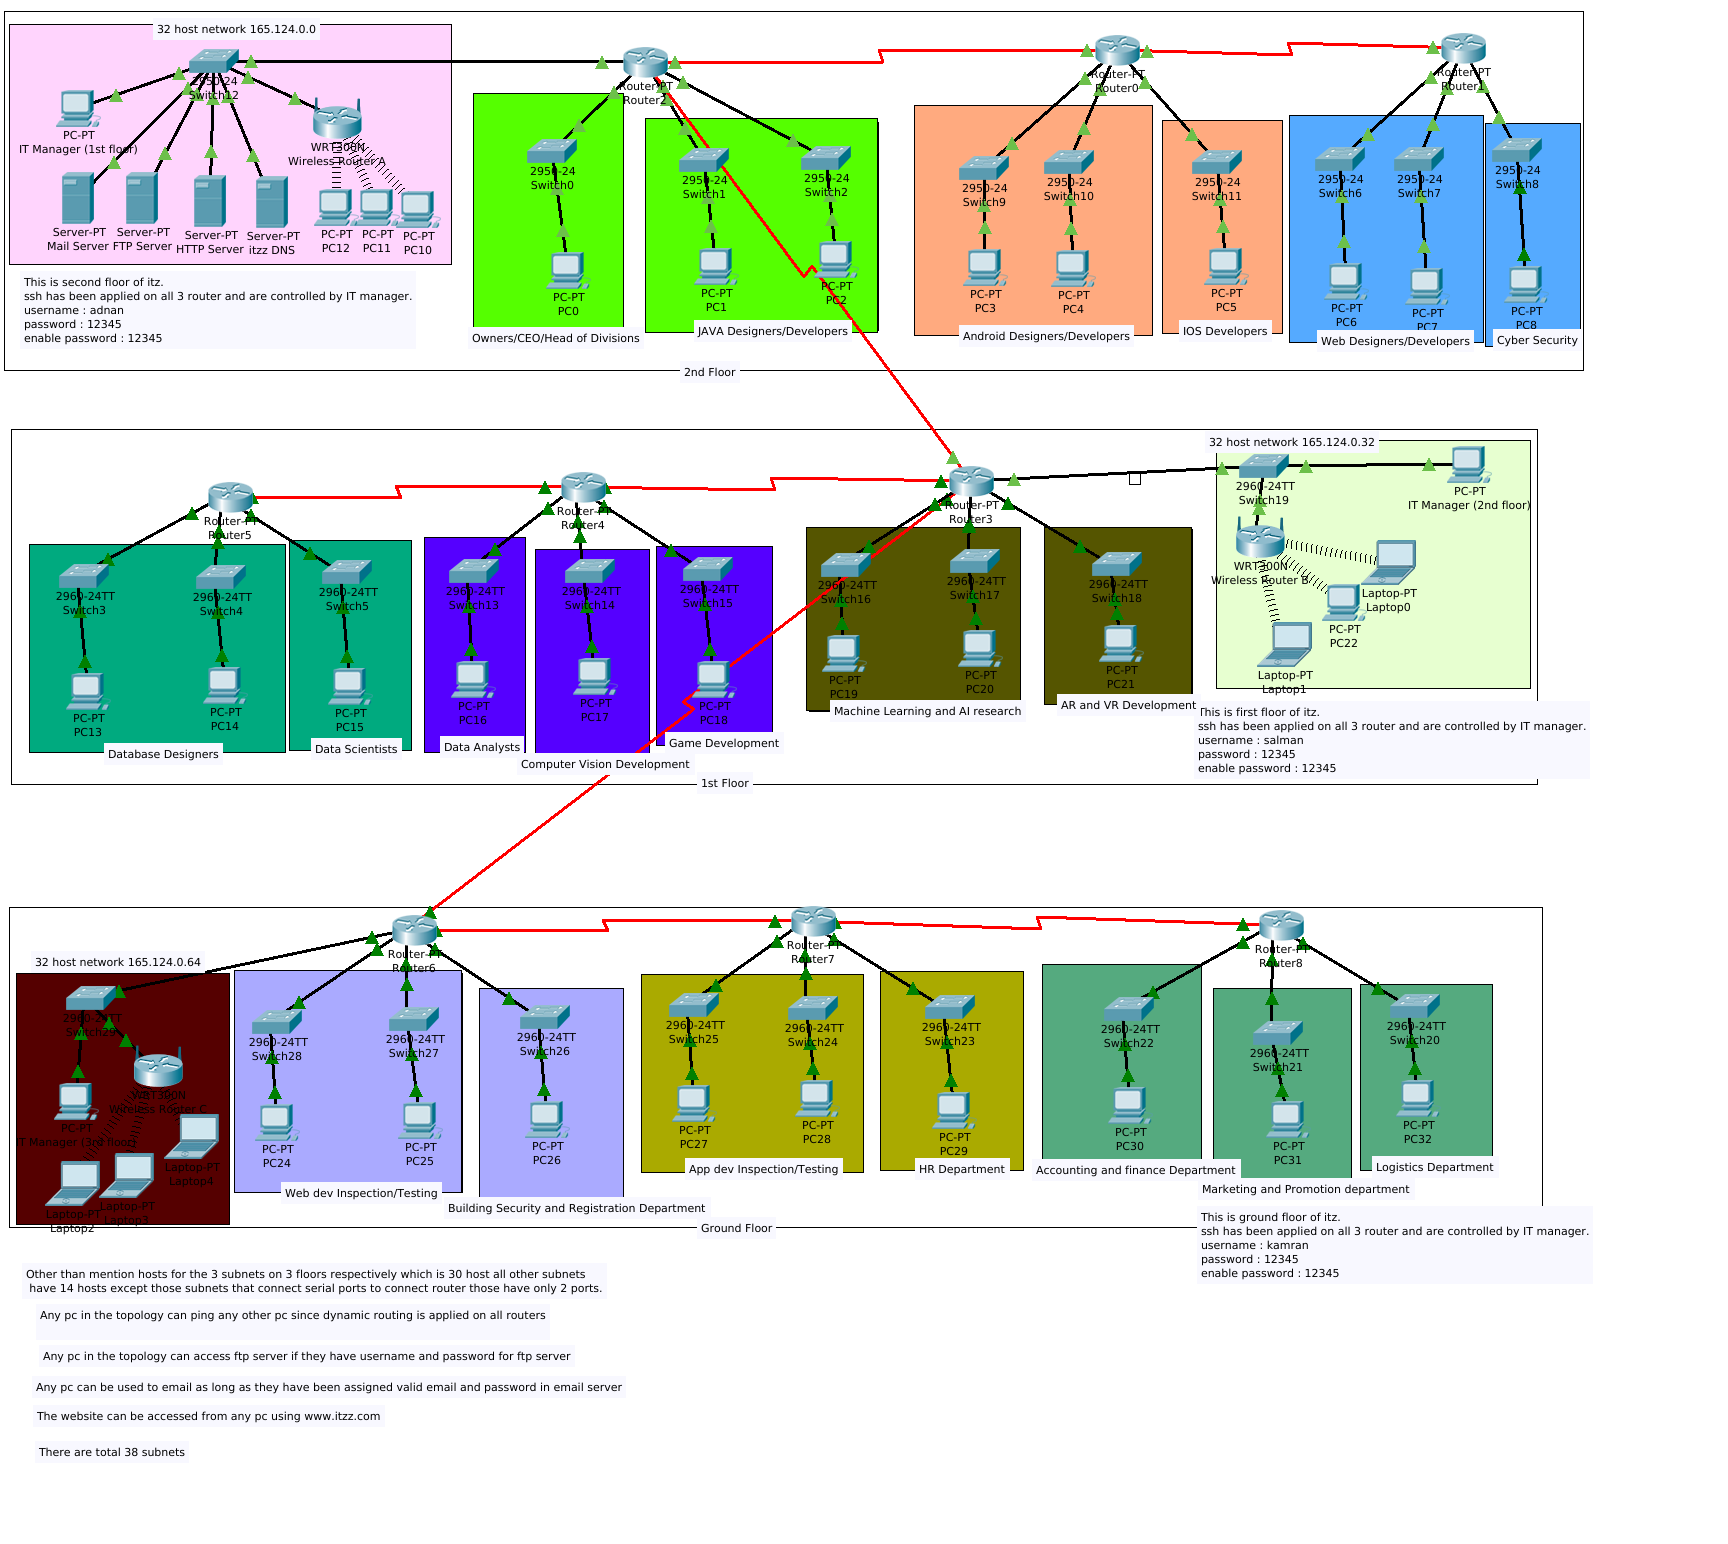 32 host network 165.124.0.0
2950-24
Switch12
PC-PT
IT Manager (1st floor)
WRT300N
Wireless Router A
Server-PT
Mail Server
Server-PT
FTP Server
Server-PT
HTTP Server
Server-PT
itzz DNS
PC-PT
PC12
PC-PT
PC11
PC-PT
PC10
This is second floor of itz.
ssh has been applied on all 3 router and are controlled by IT manager.
username : adnan
password : 12345
enable password : 12345
Router-PT
Router2
Router-PT
Router0
Router-PT
Router1
2950-24
Switch0
2950-24
Switch1
2950-24
Switch2
2950-24
Switch9
2950-24
Switch10
2950-24
Switch11
2950-24
Switch6
2950-24
Switch7
2950-24
Switch8
PC-PT
PC0
PC-PT
PC1
PC-PT
PC2
PC-PT
PC3
PC-PT
PC4
PC-PT
PC5
PC-PT
PC6
PC-PT
PC7
PC-PT
PC8
Owners/CEO/Head of Divisions
JAVA Designers/Developers
Android Designers/Developers
IOS Developers
Web Designers/Developers
Cyber Security
2nd Floor
32 host network 165.124.0.32
Router-PT
Router5
Router-PT
Router4
Router-PT
Router3
2960-24TT
Switch19
PC-PT
IT Manager (2nd floor)
WRT300N
Wireless Router B
Laptop-PT
Laptop0
PC-PT
PC22
Laptop-PT
Laptop1
2960-24TT
Switch3
2960-24TT
Switch4
2960-24TT
Switch5
2960-24TT
Switch13
2960-24TT
Switch14
2960-24TT
Switch15
2960-24TT
Switch16
2960-24TT
Switch17
2960-24TT
Switch18
PC-PT
PC13
PC-PT
PC14
PC-PT
PC15
PC-PT
PC16
PC-PT
PC17
PC-PT
PC18
PC-PT
PC19
PC-PT
PC20
PC-PT
PC21
Database Designers
Data Scientists
Data Analysts
Computer Vision Development
Game Development
Machine Learning and AI research
AR and VR Development
This is first floor of itz.
ssh has been applied on all 3 router and are controlled by IT manager.
username : salman
password : 12345
enable password : 12345
1st Floor
32 host network 165.124.0.64
Router-PT
Router6
Router-PT
Router7
Router-PT
Router8
2960-24TT
WRT300N
Wireless Router C
PC-PT
IT Manager (3rd floor)
Laptop-PT
Laptop4
Laptop-PT
Laptop3
Laptop-PT
Laptop2
2960-24TT
Switch28
2960-24TT
Switch27
2960-24TT
Switch26
2960-24TT
Switch25
2960-24TT
Switch24
2960-24TT
Switch23
2960-24TT
Switch22
2960-24TT
Switch21
2960-24TT
Switch20
PC-PT
PC24
PC-PT
PC25
PC-PT
PC26
PC-PT
PC27
PC-PT
PC28
PC-PT
PC29
PC-PT
PC30
PC-PT
PC31
PC-PT
PC32
Web dev Inspection/Testing
Building Security and Registration Department
App dev Inspection/Testing
HR Department
Accounting and finance Department
Marketing and Promotion department
Logistics Department
Ground Floor
This is ground floor of itz.
ssh has been applied on all 3 router and are controlled by IT manager.
username : kamran
password : 12345
enable password : 12345
Other than mention hosts for the 3 subnets on 3 floors respectively which is 30 host all other subnets
have 14 hosts except those subnets that connect serial ports to connect router those have only 2 ports.
Any pc in the topology can ping any other pc since dynamic routing is applied on all routers
Any pc in the topology can access ftp server if they have username and password for ftp server
Any pc can be used to email as long as they have been assigned valid email and password in email server
The website can be accessed from any pc using www.itzz.com
There are total 38 subnets